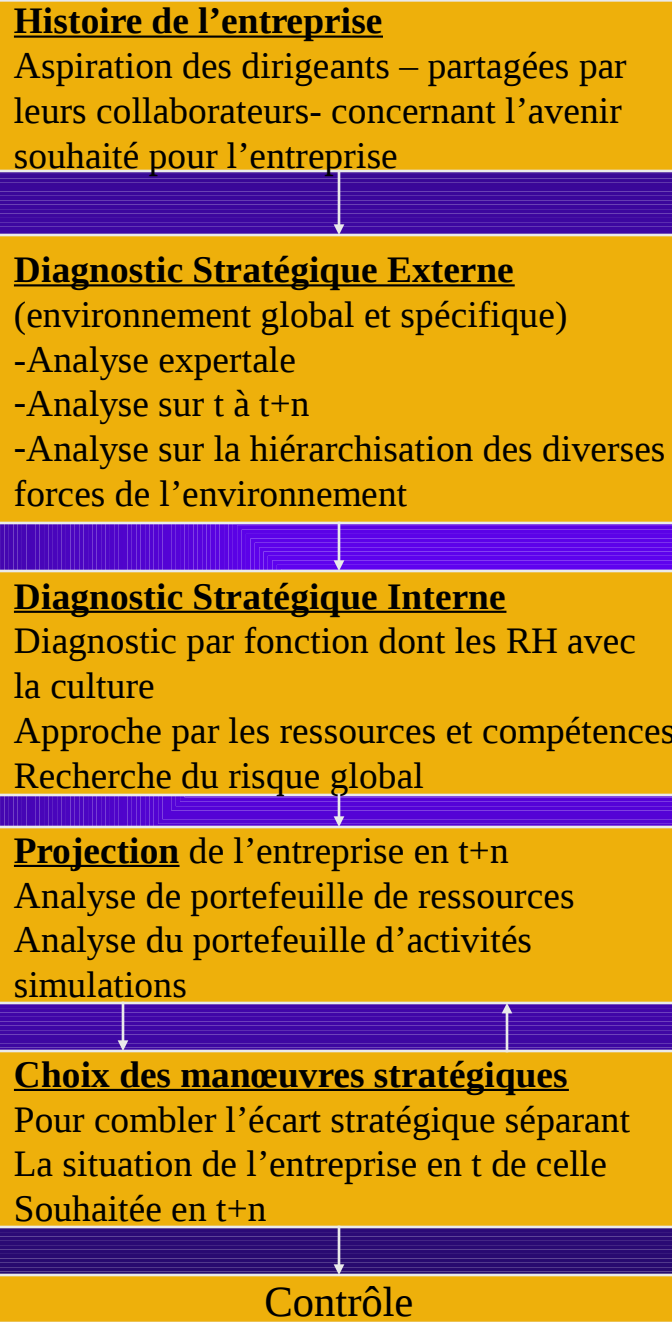 Histoire de l’entreprise
Aspiration des dirigeants – partagées par
leurs collaborateurs- concernant l’avenir
souhaité pour l’entreprise
Diagnostic Stratégique Externe
(environnement global et spécifique)
-Analyse expertale
-Analyse sur t à t+n
-Analyse sur la hiérarchisation des diverses
forces de l’environnement
Diagnostic Stratégique Interne
Diagnostic par fonction dont les RH avec
la culture
Approche par les ressources et compétences
Recherche du risque global
Projection de l’entreprise en t+n
Analyse de portefeuille de ressources
Analyse du portefeuille d’activités
simulations
Choix des manœuvres stratégiques
Pour combler l’écart stratégique séparant
La situation de l’entreprise en t de celle
Souhaitée en t+n
Contrôle